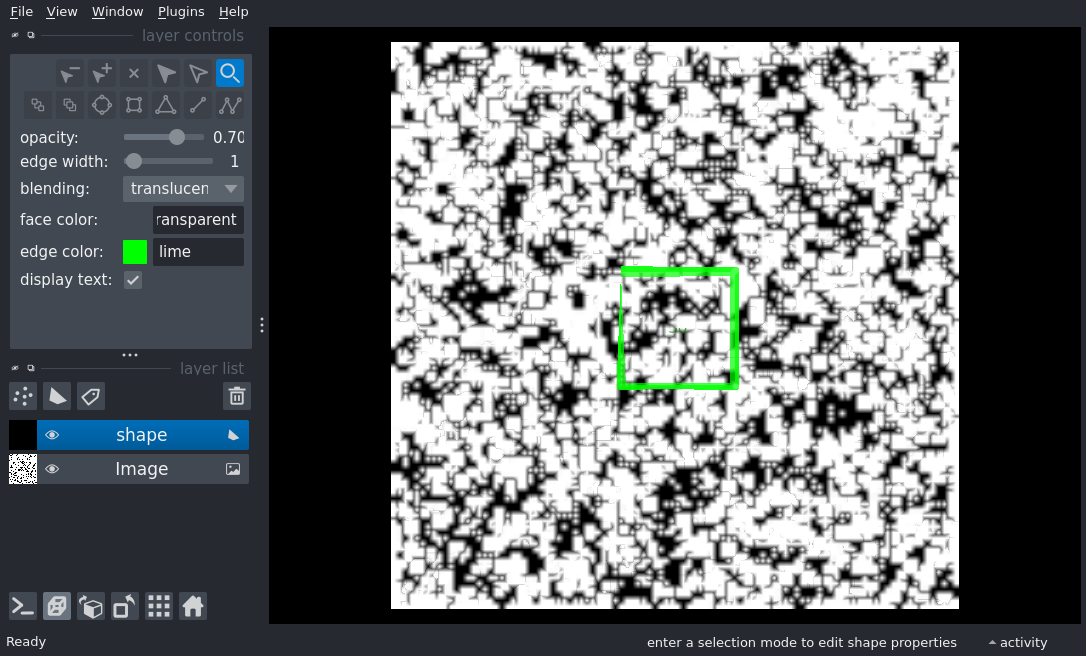 File View Window Plugins Help
layer controls
opacity: 0.70
edge width: 1
blending: translucen
face color: ransparent
edge color: lime
display text:
layer list
shape
Image
Ready
enter a selection mode to edit shape properties
activity